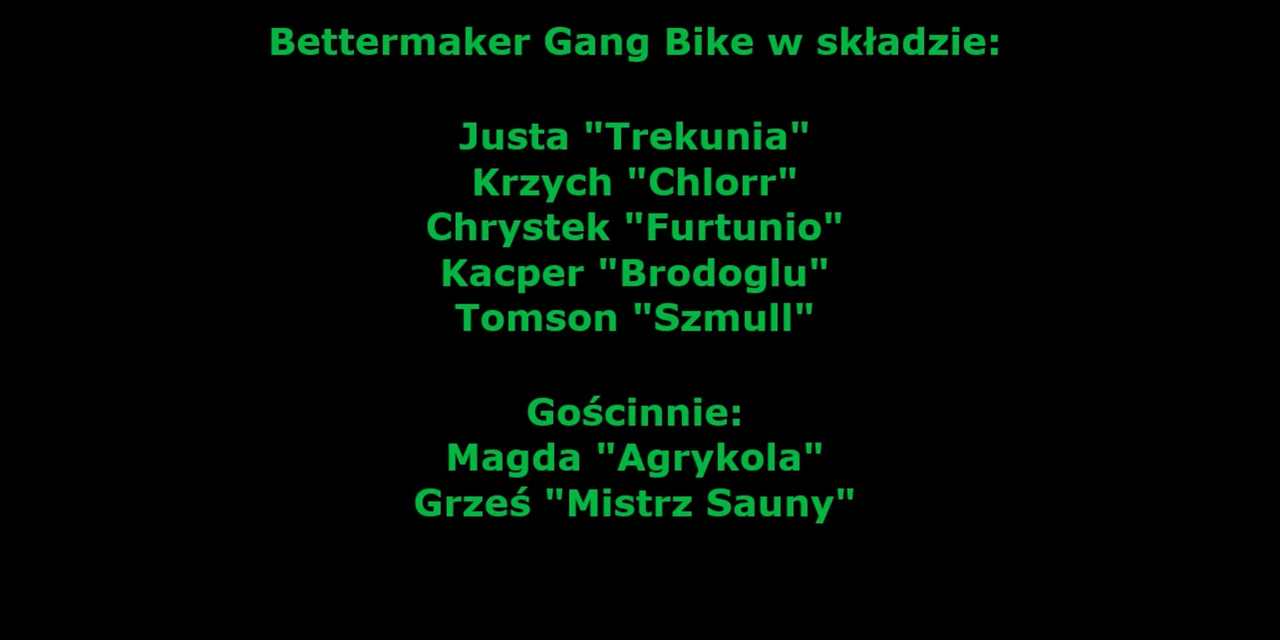 Bettermaker Gang Bike w składzie:
Justa "Trekunia"
Krzych "Chlorr"
Chrystek "Furtunio"
Kacper "Brodoglu"
Tomson "Szmull"
Gościnnie:
Magda "Agrykola"
Grześ "Mistrz Sauny"